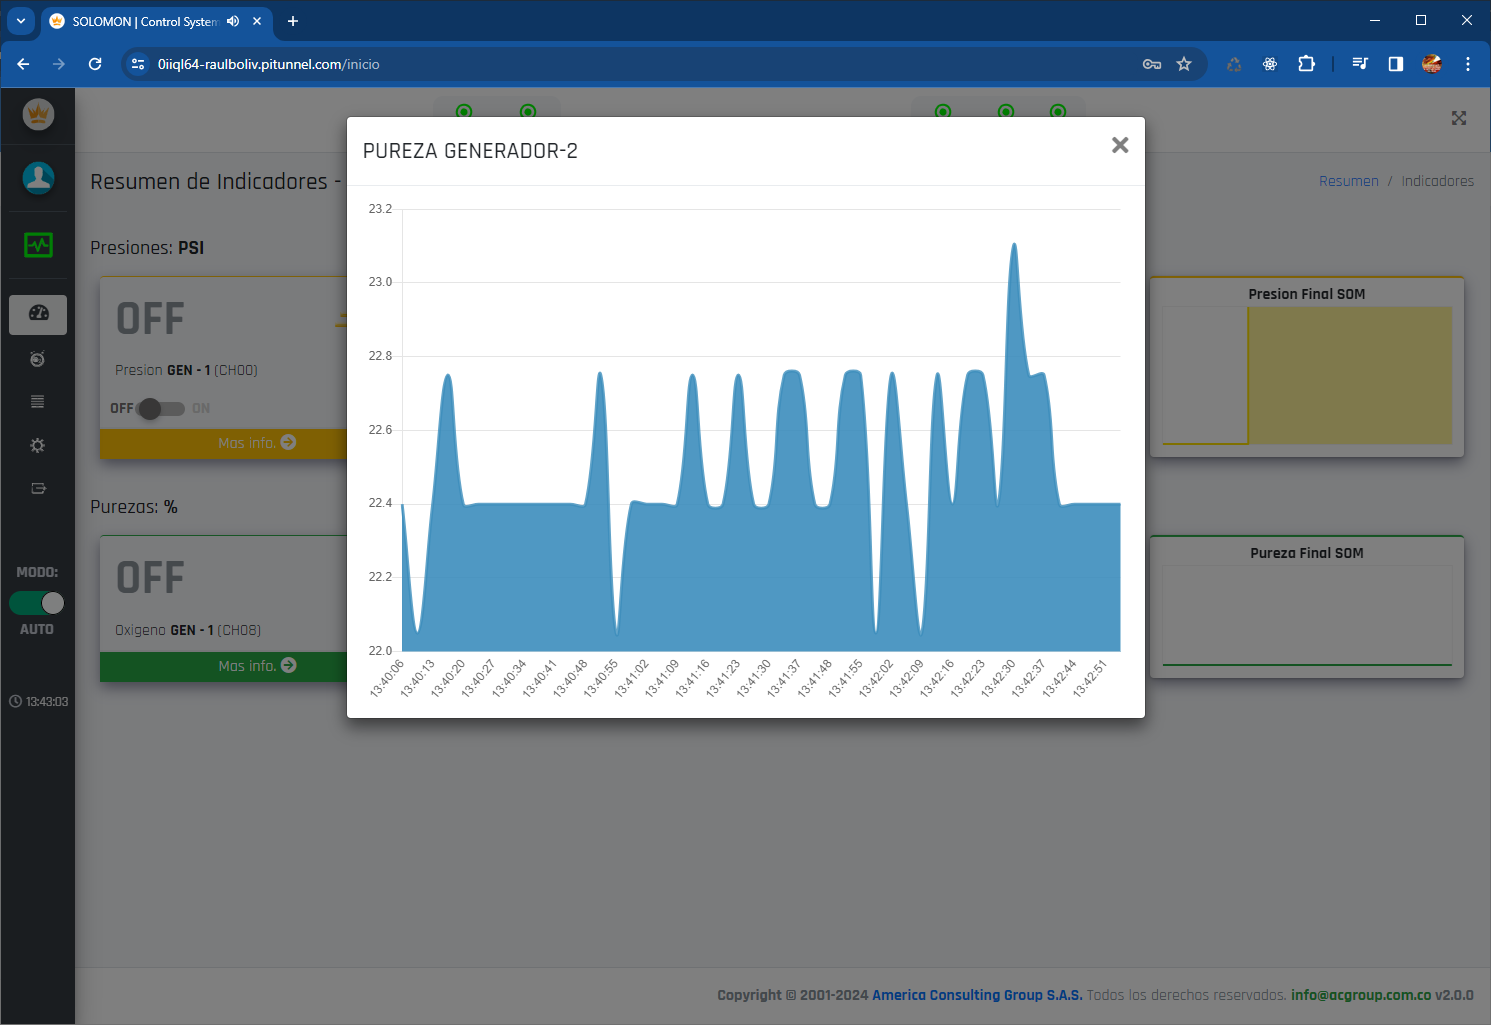 SOLOMON | Control System
0iiql64-raulboliv.pitunnel.com/inicio
PUREZA GENERADOR-2
Resumen de Indicadores -
Resumen / Indicadores
Presiones: PSI
OFF
Presion GEN - 1 (CH00)
OFF ON
Mas info.
Presion Final SOM
Purezas: %
OFF
Oxigeno GEN - 1 (CH08)
Mas info.
Pureza Final SOM
MODO:
AUTO
13:43:03
23.2
23.0
22.8
22.6
22.4
22.2
22.0
13:40:06
13:40:13
13:40:20
13:40:27
13:40:34
13:40:41
13:40:48
13:40:55
13:41:02
13:41:09
13:41:16
13:41:23
13:41:30
13:41:37
13:41:48
13:41:55
13:42:02
13:42:09
13:42:16
13:42:23
13:42:30
13:42:37
13:42:44
13:42:51
Copyright © 2001-2024 America Consulting Group S.A.S. Todos los derechos reservados. info@acgroup.com.co v2.0.0